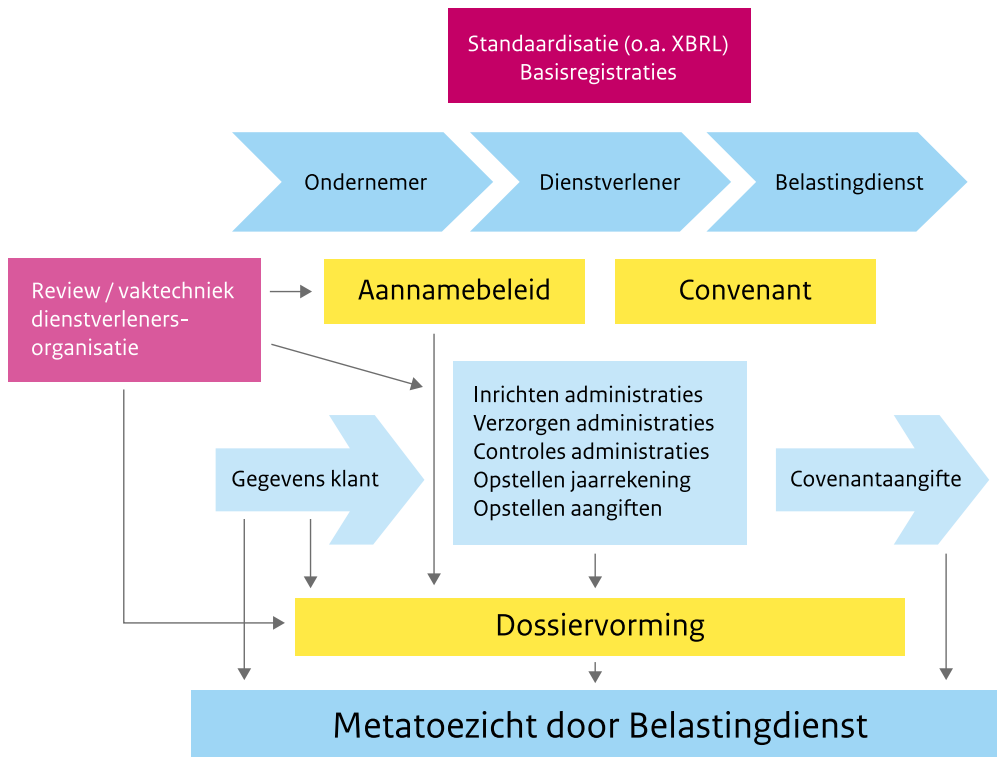 Standaardisatie (o.a. XBRL)
Basisregistraties
Ondernemer
Dienstverlener
Belastingdienst
Review / vaktechniek
dienstverleners-
organisatie
Aannamebeleid
Convenant
Inrichten administraties
Verzorgen administraties
Controles administraties
Opstellen jaarrekening
Opstellen aangiften
Gegevens klant
Covenantaangifte
Dossiervorming
Metatoezicht door Belastingdienst